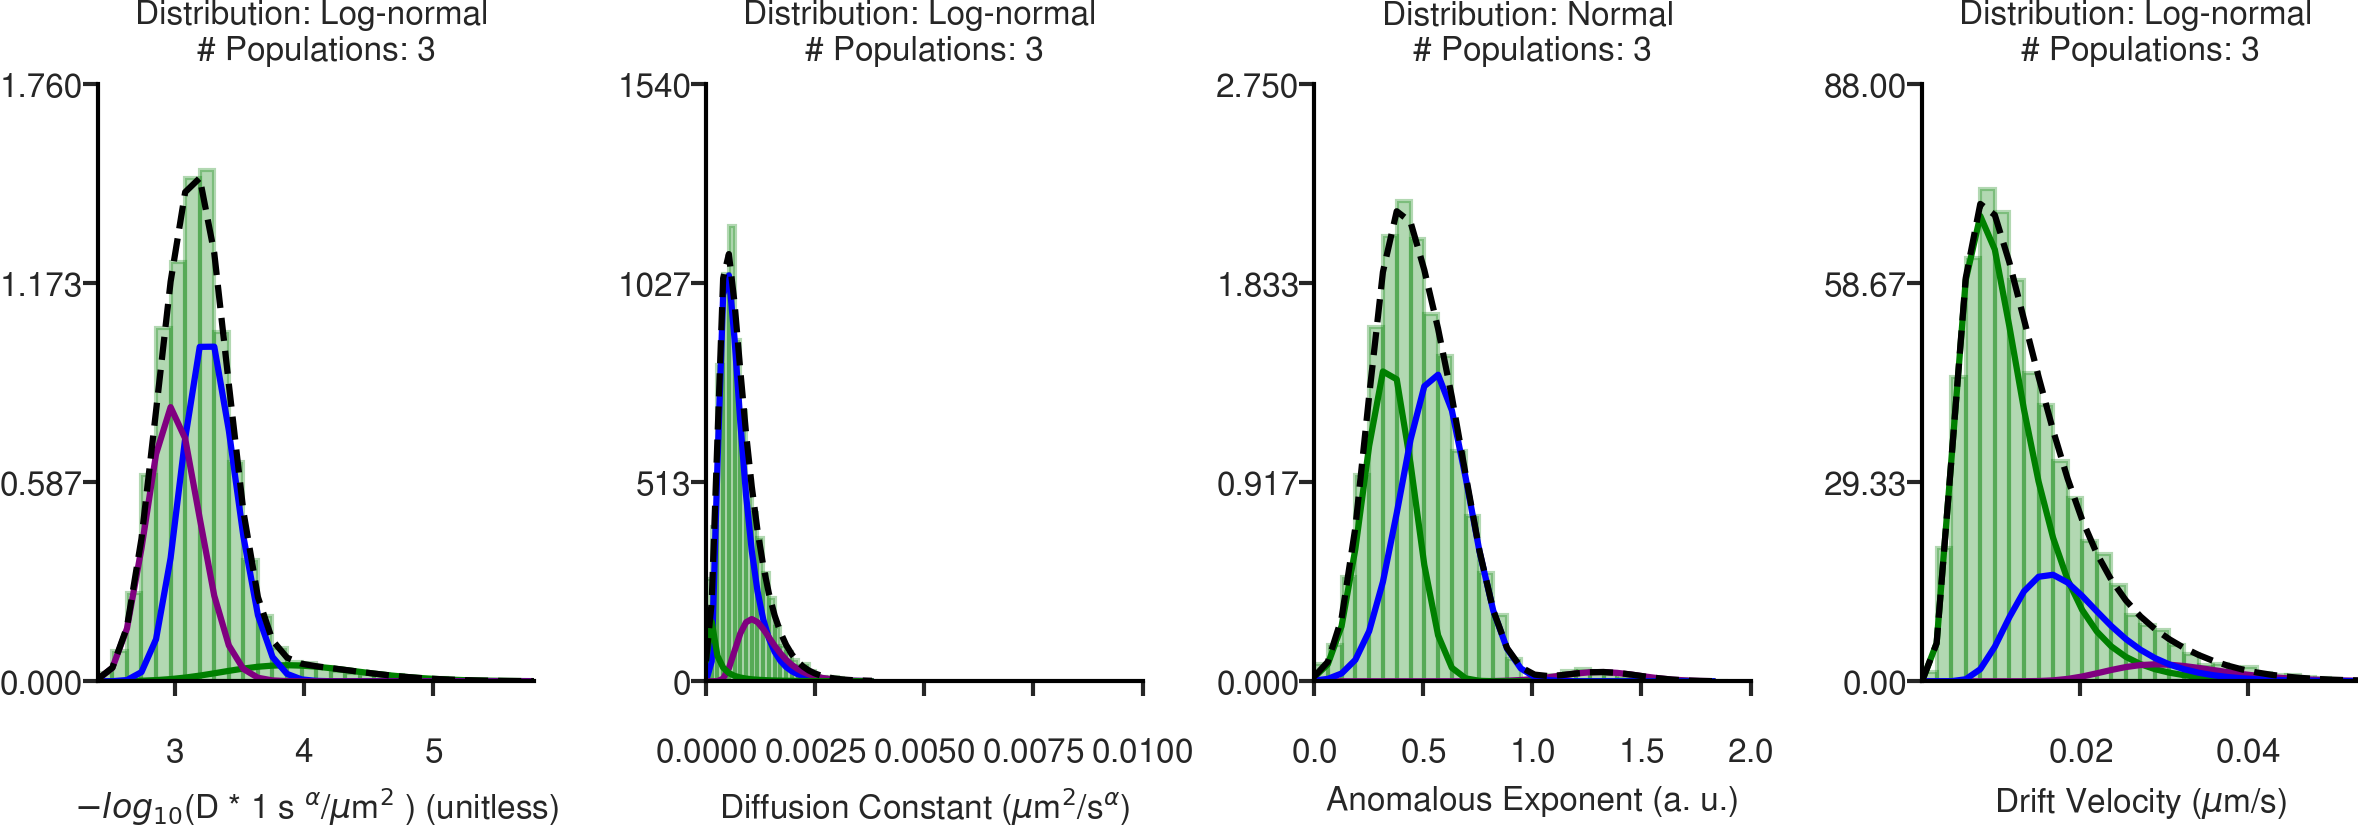 Distribution: Log-normal
# Populations: 3
1.760
1.173
0.587
0.000
3 4 5
−log₁₀(D * 1 s ᵅ/μm² ) (unitless)
Distribution: Log-normal
# Populations: 3
1540
1027
513
0
0.0000 0.0025 0.0050 0.0075 0.0100
Diffusion Constant (μm²/sᵅ)
Distribution: Normal
# Populations: 3
2.750
1.833
0.917
0.000
0.0 0.5 1.0 1.5 2.0
Anomalous Exponent (a. u.)
Distribution: Log-normal
# Populations: 3
88.00
58.67
29.33
0.00
0.02 0.04
Drift Velocity (μm/s)